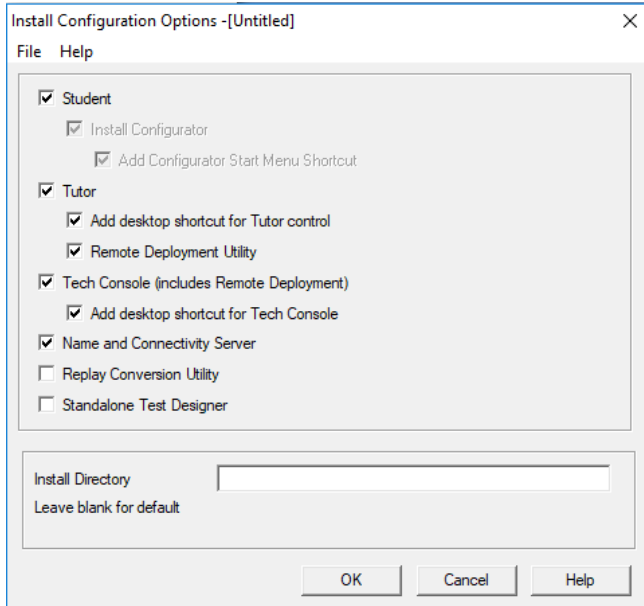 Install Configuration Options -[Untitled]
File Help
Student
Install Configurator
Add Configurator Start Menu Shortcut
Tutor
Add desktop shortcut for Tutor control
Remote Deployment Utility
Tech Console (includes Remote Deployment)
Add desktop shortcut for Tech Console
Name and Connectivity Server
Replay Conversion Utility
Standalone Test Designer
Install Directory
Leave blank for default
OK Cancel Help